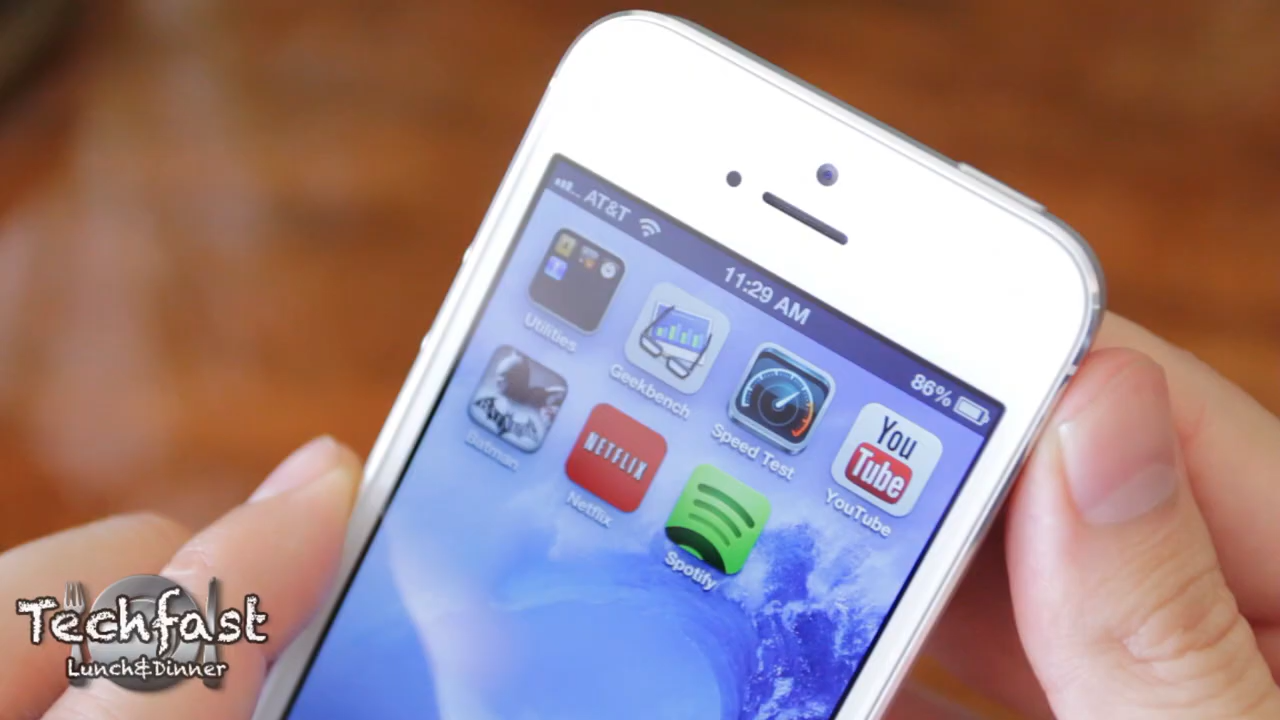 AT&T
11:29 AM
86%
Utilities
Geekbench
Speed Test
You
Tube
YouTube
Batman
NETFLIX
Netflix
Spotify
Techfast
Lunch&Dinner